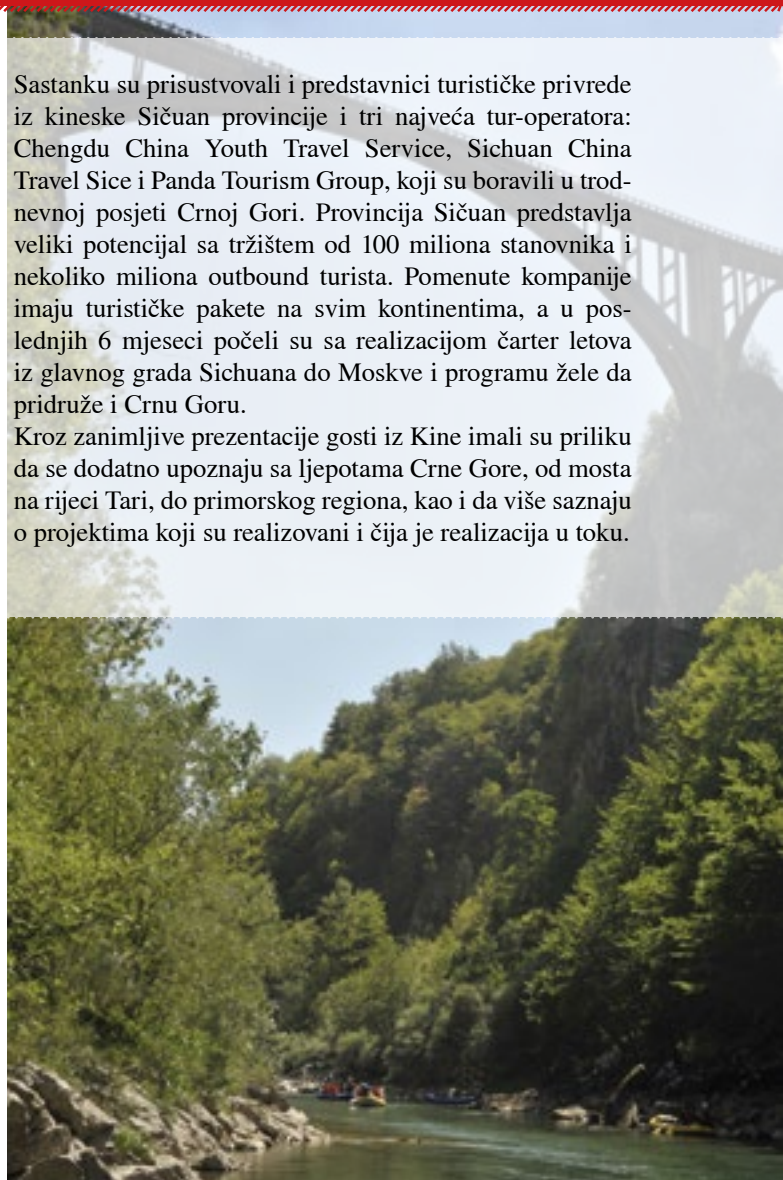 Sastanku su prisustvovali i predstavnici turističke privrede
iz kineske Sičuan provincije i tri najveća tur-operatora:
Chengdu China Youth Travel Service, Sichuan China
Travel Sice i Panda Tourism Group, koji su boravili u trod-
nevnoj posjeti Crnoj Gori. Provincija Sičuan predstavlja
veliki potencijal sa tržištem od 100 miliona stanovnika i
nekoliko miliona outbound turista. Pomenute kompanije
imaju turističke pakete na svim kontinentima, a u pos-
lednjih 6 mjeseci počeli su sa realizacijom čarter letova
iz glavnog grada Sichuana do Moskve i programu žele da
pridruže i Crnu Goru.
Kroz zanimljive prezentacije gosti iz Kine imali su priliku
da se dodatno upoznaju sa ljepotama Crne Gore, od mosta
na rijeci Tari, do primorskog regiona, kao i da više saznaju
o projektima koji su realizovani i čija je realizacija u toku.